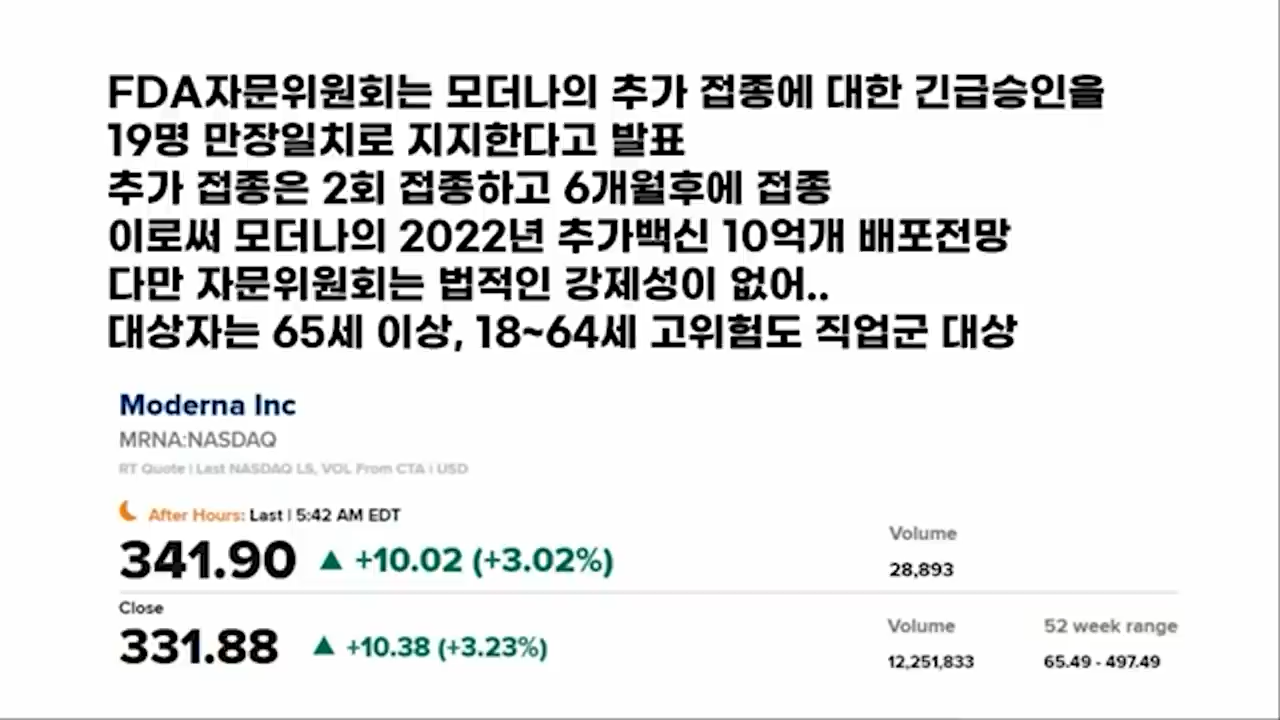 FDA자문위원회는 모더나의 추가 접종에 대한 긴급승인을
19명 만장일치로 지지한다고 발표
추가 접종은 2회 접종하고 6개월후에 접종
이로써 모더나의 2022년 추가백신 10억개 배포전망
다만 자문위원회는 법적인 강제성이 없어..
대상자는 65세 이상, 18~64세 고위험도 직업군 대상
Moderna Inc
MRNA:NASDAQ
RT Quote | Last NASDAQ LS, VOL From CTA | USD
After Hours: Last | 5:42 AM EDT
341.90 ▲ +10.02 (+3.02%)
Volume
28,893
Close
331.88 ▲ +10.38 (+3.23%)
Volume 52 week range
12,251,833 65.49 - 497.49